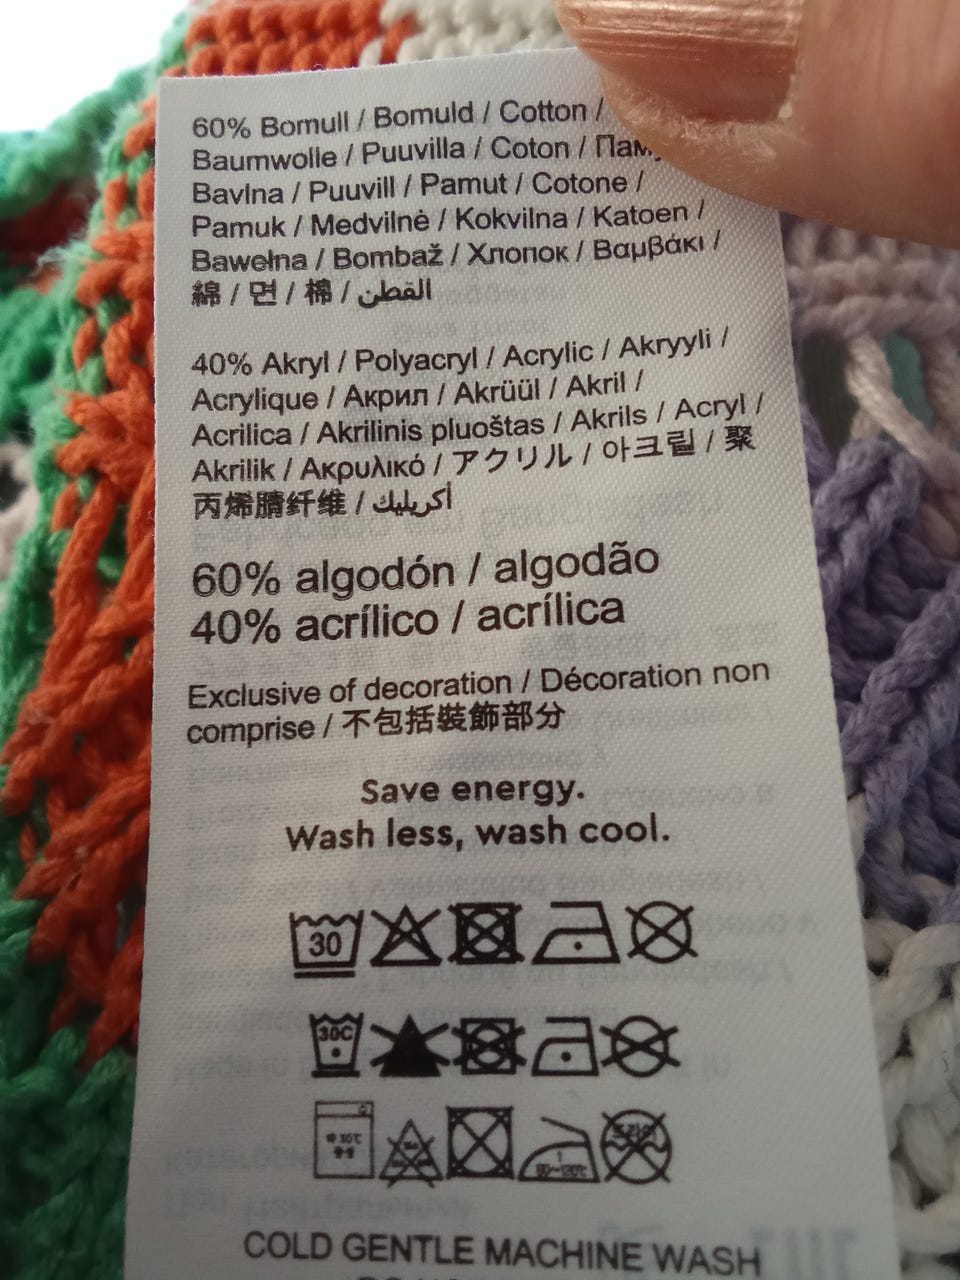 60% Bomull / Bomuld / Cotton /
Baumwolle / Puuvilla / Coton /
Bavlna / Puuvill / Pamut / Cotone /
Pamuk / Medvilnė / Kokvilna / Katoen /
Bawełna / Bombaž / Хлопок / Βαμβάκι /
綿 / 면 / 棉 / القطن
40% Akryl / Polyacryl / Acrylic / Akryyli /
Acrylique / Акрил / Akrüül / Akril /
Acrilica / Akrilinis pluoštas / Akrils / Acryl /
Akrilik / Ακρυλικό / アクリル / 아크릴 / 聚
丙烯腈纤维 / أكريليك
60% algodón / algodão
40% acrílico / acrílica
Exclusive of decoration / Décoration non
comprise / 不包括裝飾部分
Save energy.
Wash less, wash cool.
30
30C
COLD GENTLE MACHINE WASH